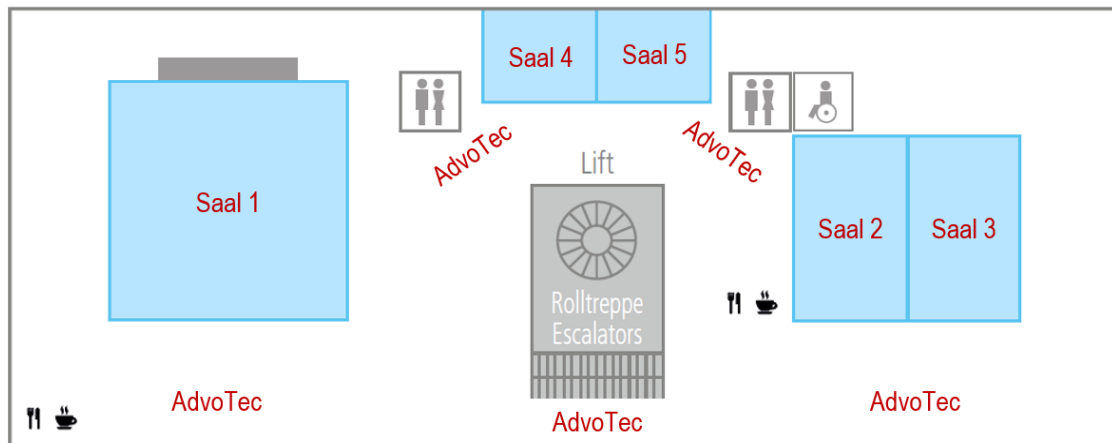 Saal 4
Saal 5
AdvoTec
AdvoTec
Lift
Saal 1
Saal 2
Saal 3
Rolltreppe
Escalators
AdvoTec
AdvoTec
AdvoTec